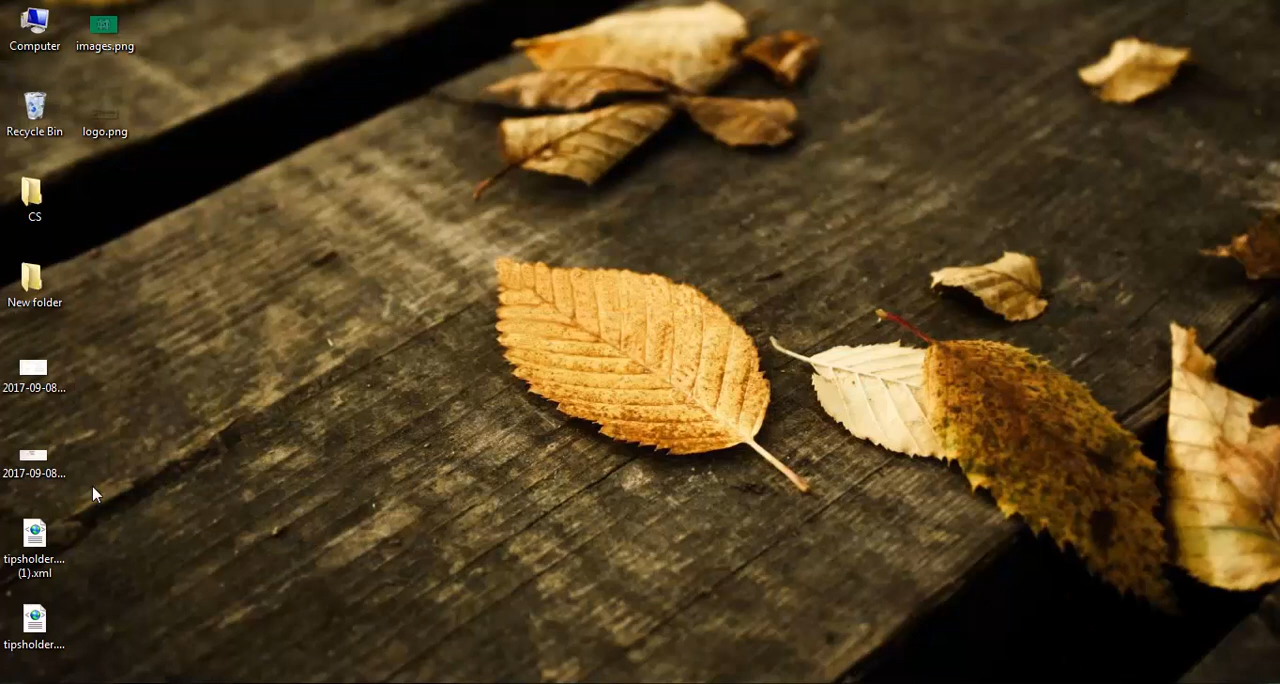 Computer
images.png
Recycle Bin
logo.png
CS
New folder
2017-09-08...
2017-09-08...
tipsholder....
(1).xml
tipsholder....